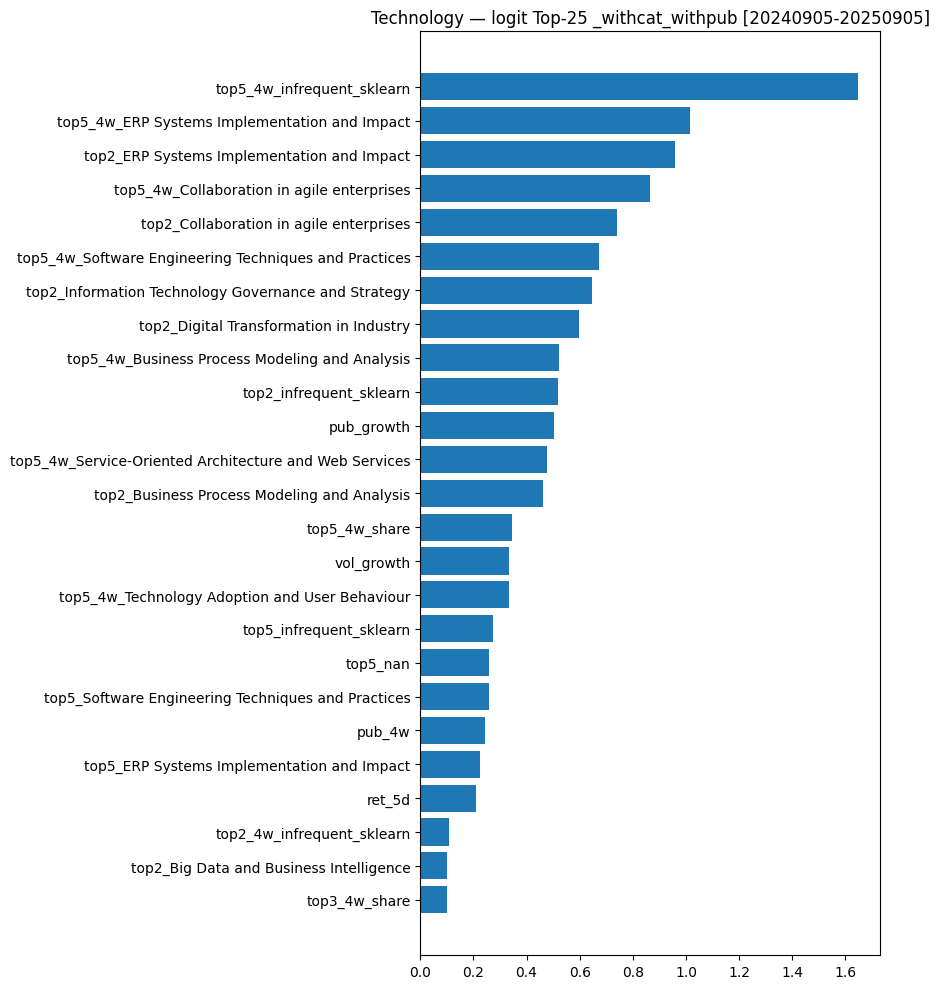 Technology — logit Top-25 _withcat_withpub [20240905-20250905]
top5_4w_infrequent_sklearn
top5_4w_ERP Systems Implementation and Impact
top2_ERP Systems Implementation and Impact
top5_4w_Collaboration in agile enterprises
top2_Collaboration in agile enterprises
top5_4w_Software Engineering Techniques and Practices
top2_Information Technology Governance and Strategy
top2_Digital Transformation in Industry
top5_4w_Business Process Modeling and Analysis
top2_infrequent_sklearn
pub_growth
top5_4w_Service-Oriented Architecture and Web Services
top2_Business Process Modeling and Analysis
top5_4w_share
vol_growth
top5_4w_Technology Adoption and User Behaviour
top5_infrequent_sklearn
top5_nan
top5_Software Engineering Techniques and Practices
pub_4w
top5_ERP Systems Implementation and Impact
ret_5d
top2_4w_infrequent_sklearn
top2_Big Data and Business Intelligence
top3_4w_share
0.0 0.2 0.4 0.6 0.8 1.0 1.2 1.4 1.6